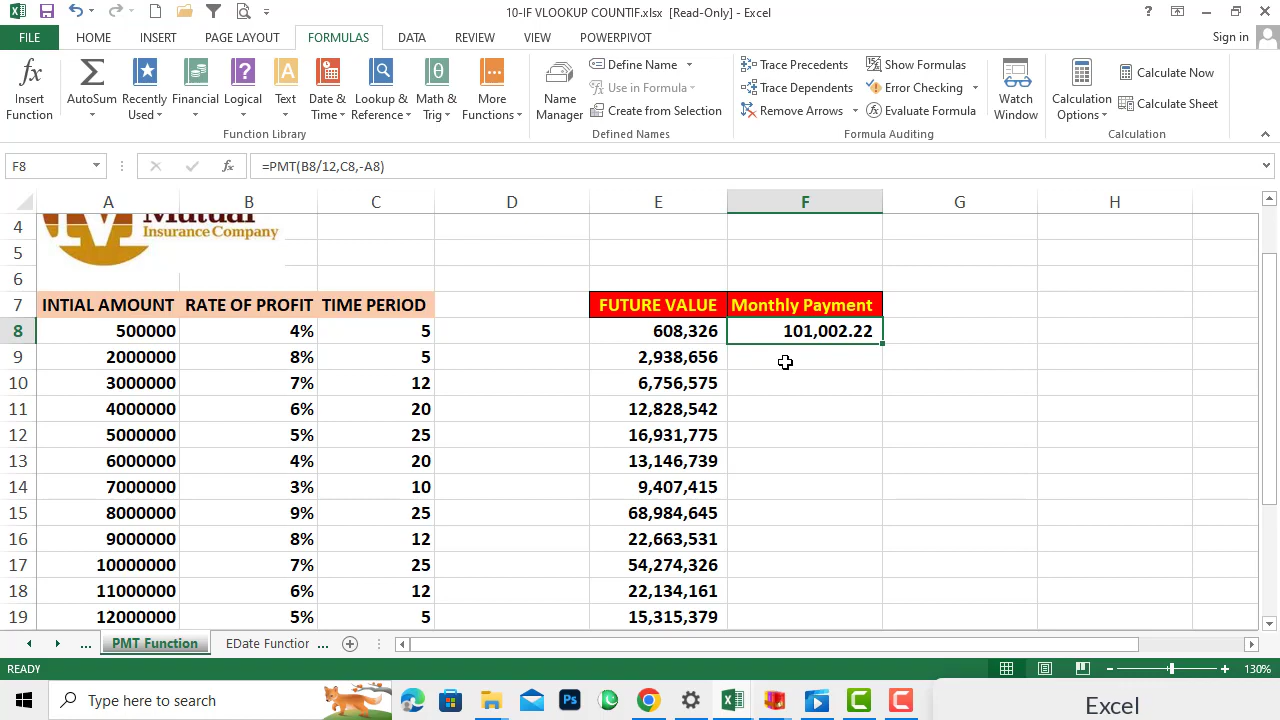 10-IF VLOOKUP COUNTIF.xlsx [Read-Only] - Excel
FILE HOME INSERT PAGE LAYOUT FORMULAS DATA REVIEW VIEW POWERPIVOT Sign in
Insert Function
AutoSum
Recently Used
Financial
Logical
Text
Date & Time
Lookup & Reference
Math & Trig
More Functions
Function Library
Name Manager
Define Name
Use in Formula
Create from Selection
Defined Names
Trace Precedents
Trace Dependents
Remove Arrows
Show Formulas
Error Checking
Evaluate Formula
Formula Auditing
Watch Window
Calculation Options
Calculate Now
Calculate Sheet
Calculation
F8 fx =PMT(B8/12,C8,-A8)
A B C D E F G H
4 Mutual
Insurance Company
5
6
7 INTIAL AMOUNT RATE OF PROFIT TIME PERIOD FUTURE VALUE Monthly Payment
8 500000 4% 5 608,326 101,002.22
9 2000000 8% 5 2,938,656
10 3000000 7% 12 6,756,575
11 4000000 6% 20 12,828,542
12 5000000 5% 25 16,931,775
13 6000000 4% 20 13,146,739
14 7000000 3% 10 9,407,415
15 8000000 9% 25 68,984,645
16 9000000 8% 12 22,663,531
17 10000000 7% 25 54,274,326
18 11000000 6% 12 22,134,161
19 12000000 5% 5 15,315,379
... PMT Function EDate Functior ...
READY 130%
Type here to search
Excel